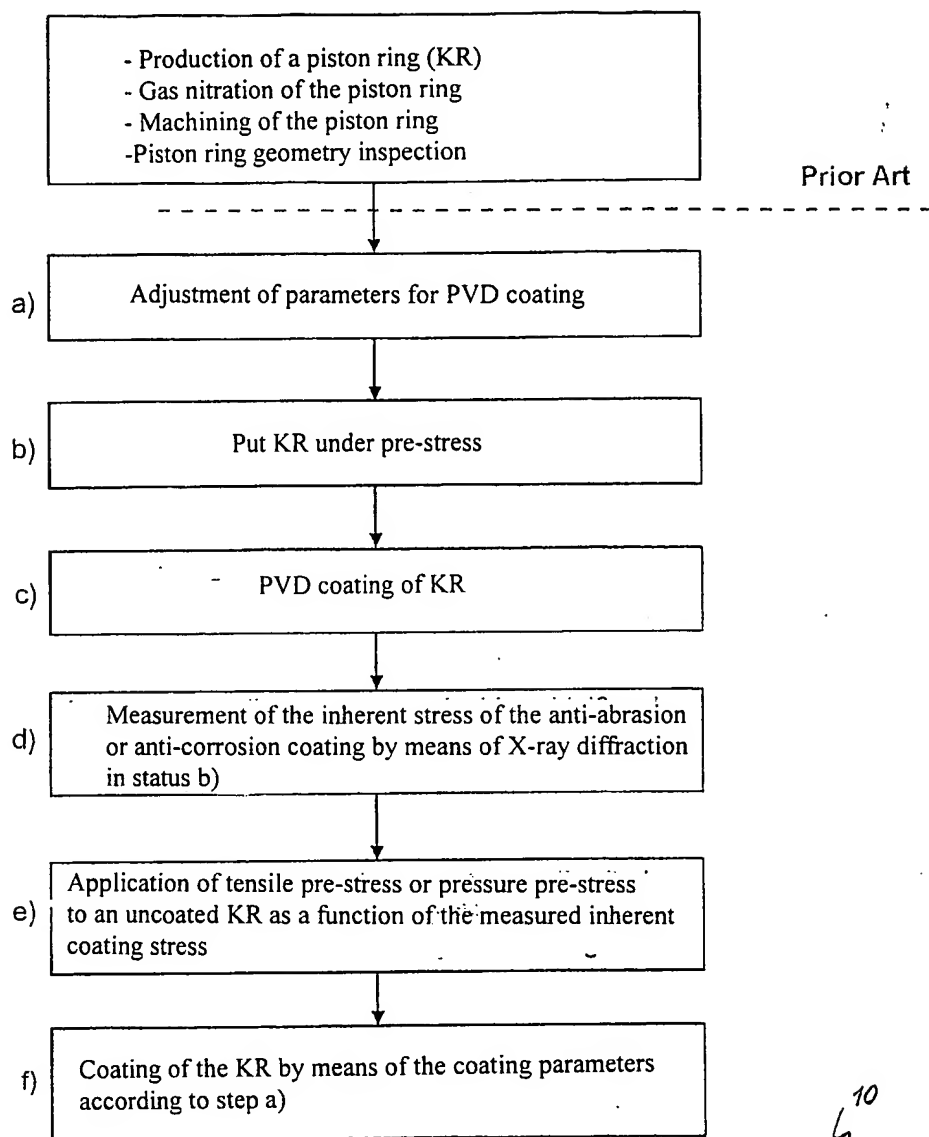 - Production of a piston ring (KR)
- Gas nitration of the piston ring
- Machining of the piston ring
-Piston ring geometry inspection
Prior Art
a)
Adjustment of parameters for PVD coating
b)
Put KR under pre-stress
c)
PVD coating of KR
d)
Measurement of the inherent stress of the anti-abrasion
or anti-corrosion coating by means of X-ray diffraction
in status b)
e)
Application of tensile pre-stress or pressure pre-stress
to an uncoated KR as a function of the measured inherent
coating stress
f)
Coating of the KR by means of the coating parameters
according to step a)
10